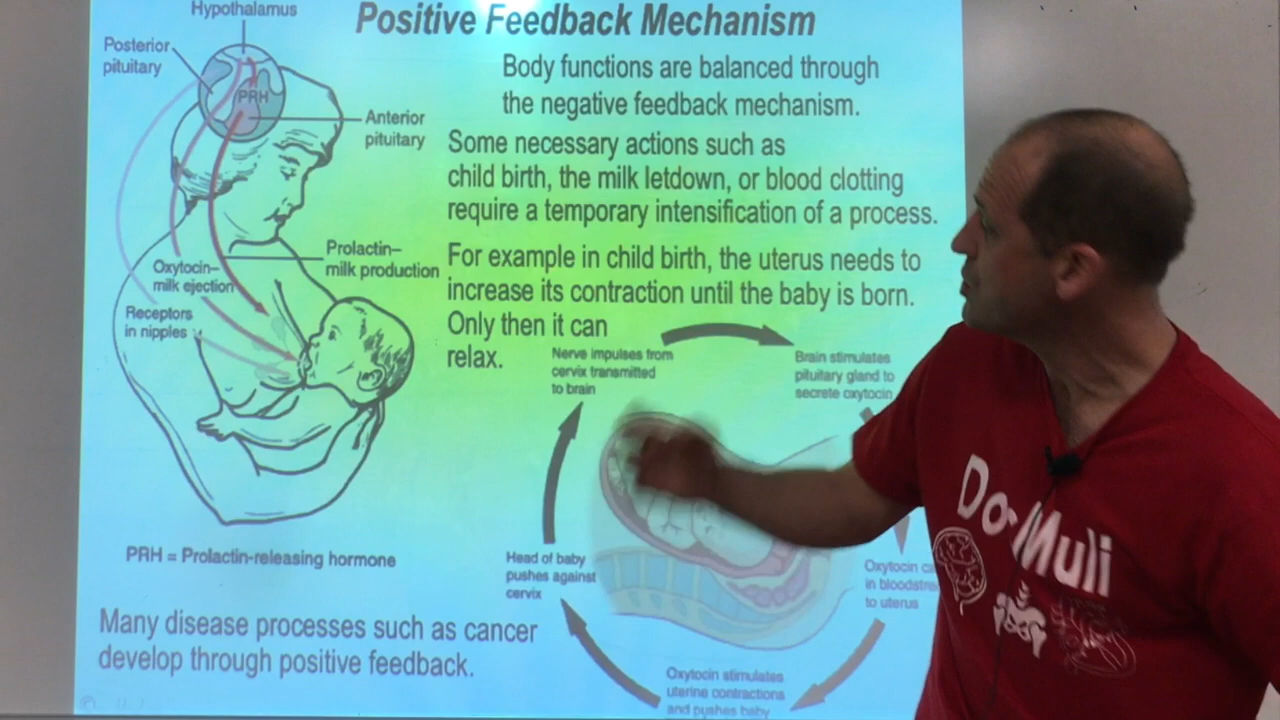 Positive Feedback Mechanism
Hypothalamus
Posterior
pituitary
PRH
Anterior
pituitary
Prolactin–
milk production
Oxytocin–
milk ejection
Receptors
in nipples
PRH = Prolactin-releasing hormone
Body functions are balanced through
the negative feedback mechanism.
Some necessary actions such as
child birth, the milk letdown, or blood clotting
require a temporary intensification of a process.
For example in child birth, the uterus needs to
increase its contraction until the baby is born.
Only then it can
relax.
Nerve impulses from
cervix transmitted
to brain
Brain stimulates
pituitary gland to
secrete oxytocin
Oxytocin
in
to uterus
Oxytocin stimulates
uterine contractions
and pushes baby
Head of baby
pushes against
cervix
Many disease processes such as cancer
develop through positive feedback.
Muli